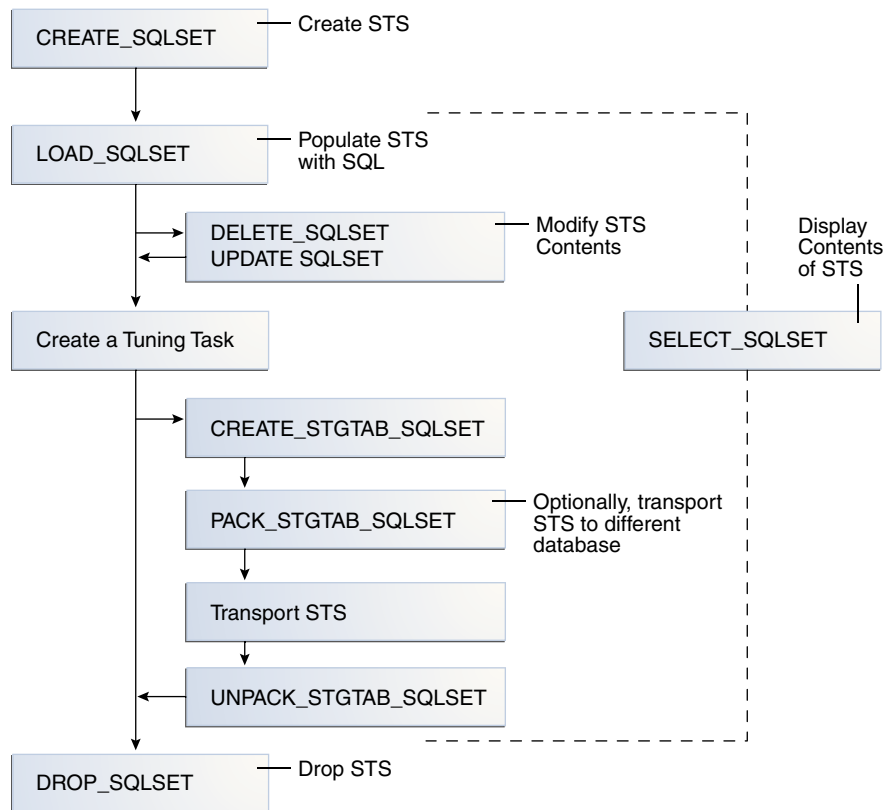 CREATE_SQLSET
Create STS
LOAD_SQLSET
Populate STS
with SQL
DELETE_SQLSET
UPDATE SQLSET
Modify STS
Contents
Display
Contents
of STS
Create a Tuning Task
SELECT_SQLSET
CREATE_STGTAB_SQLSET
PACK_STGTAB_SQLSET
Optionally, transport
STS to different
database
Transport STS
UNPACK_STGTAB_SQLSET
DROP_SQLSET
Drop STS